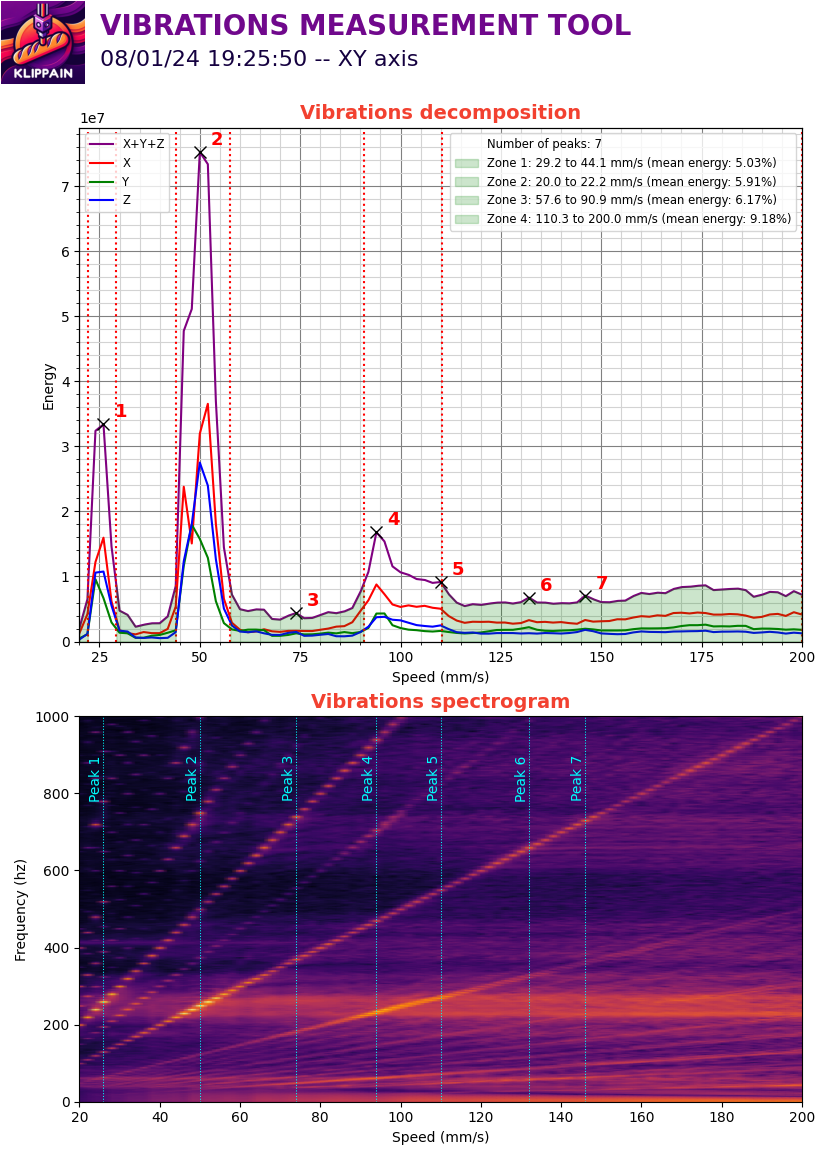 KLIPPAIN
VIBRATIONS MEASUREMENT TOOL
08/01/24 19:25:50 -- XY axis
Vibrations decomposition
1e7
X+Y+Z
X
Y
Z
Number of peaks: 7
Zone 1: 29.2 to 44.1 mm/s (mean energy: 5.03%)
Zone 2: 20.0 to 22.2 mm/s (mean energy: 5.91%)
Zone 3: 57.6 to 90.9 mm/s (mean energy: 6.17%)
Zone 4: 110.3 to 200.0 mm/s (mean energy: 9.18%)
1
2
3
4
5
6
7
Energy
7
6
5
4
3
2
1
0
25 50 75 100 125 150 175 200
Speed (mm/s)
Vibrations spectrogram
Frequency (hz)
1000
800
600
400
200
0
Peak 1
Peak 2
Peak 3
Peak 4
Peak 5
Peak 6
Peak 7
20 40 60 80 100 120 140 160 180 200
Speed (mm/s)